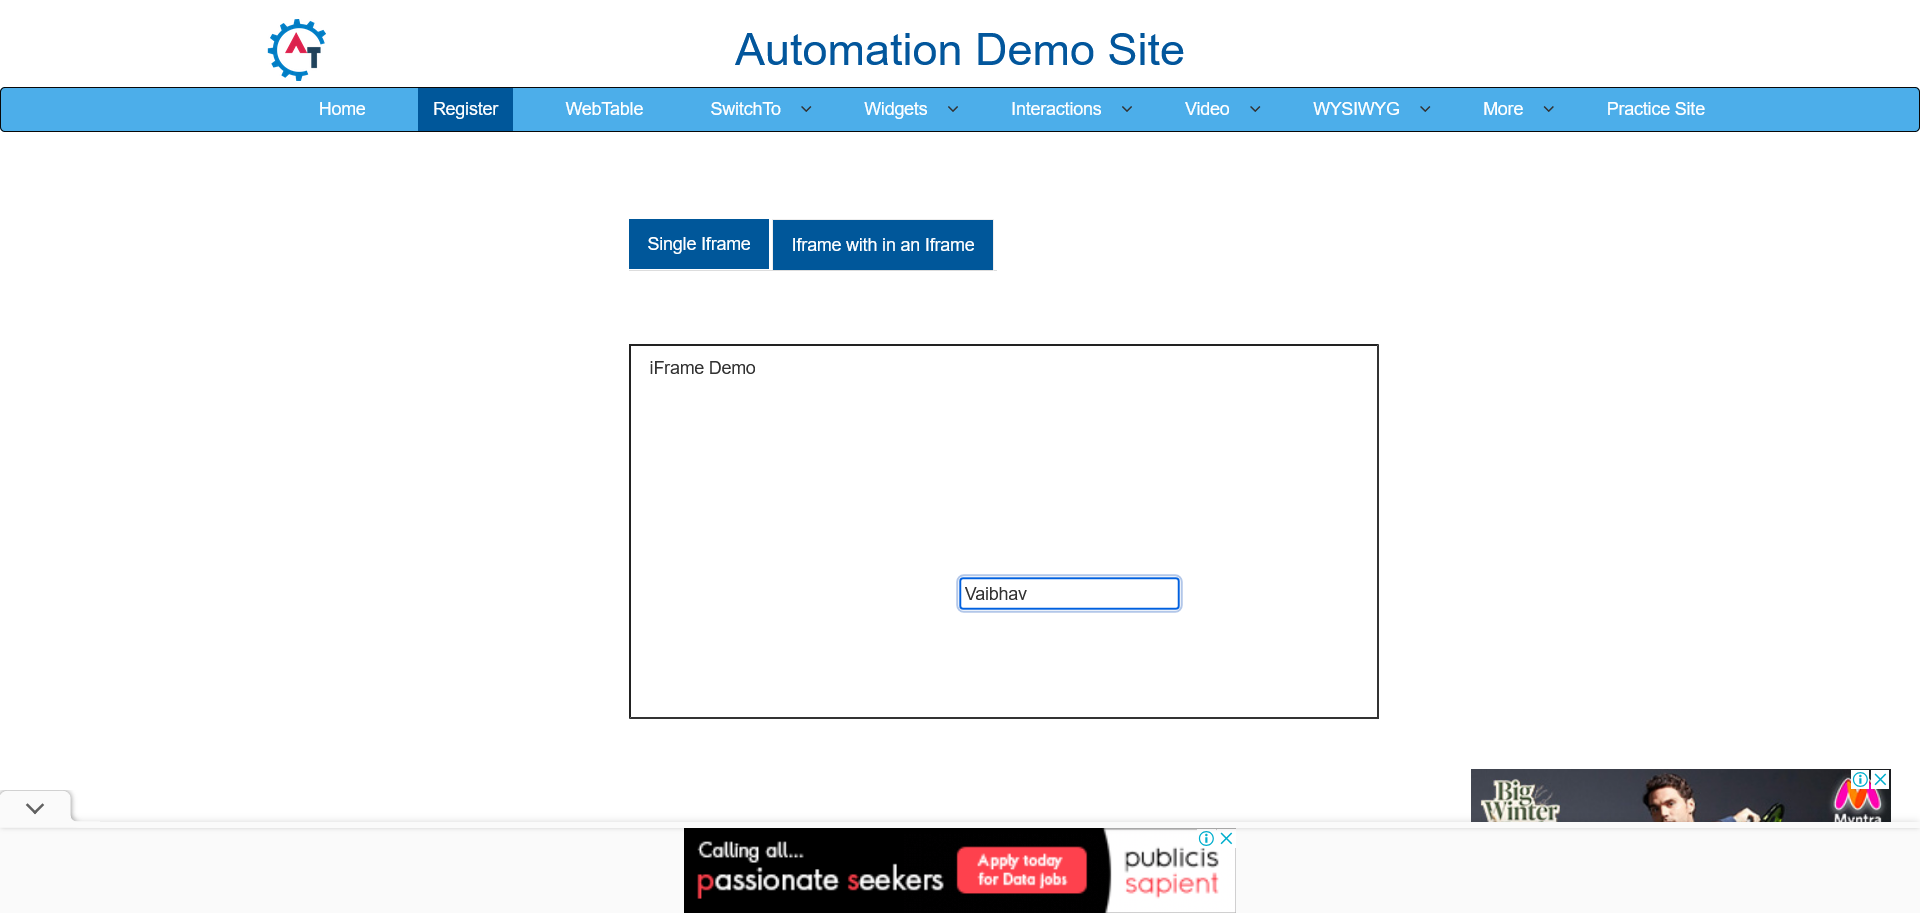 AT
Automation Demo Site
Home Register WebTable SwitchTo Widgets Interactions Video WYSIWYG More Practice Site
Single Iframe Iframe with in an Iframe
iFrame Demo
Vaibhav
Big
Winter
Myntra
Calling all...
passionate seekers
Apply today
for Data jobs
publicis
sapient